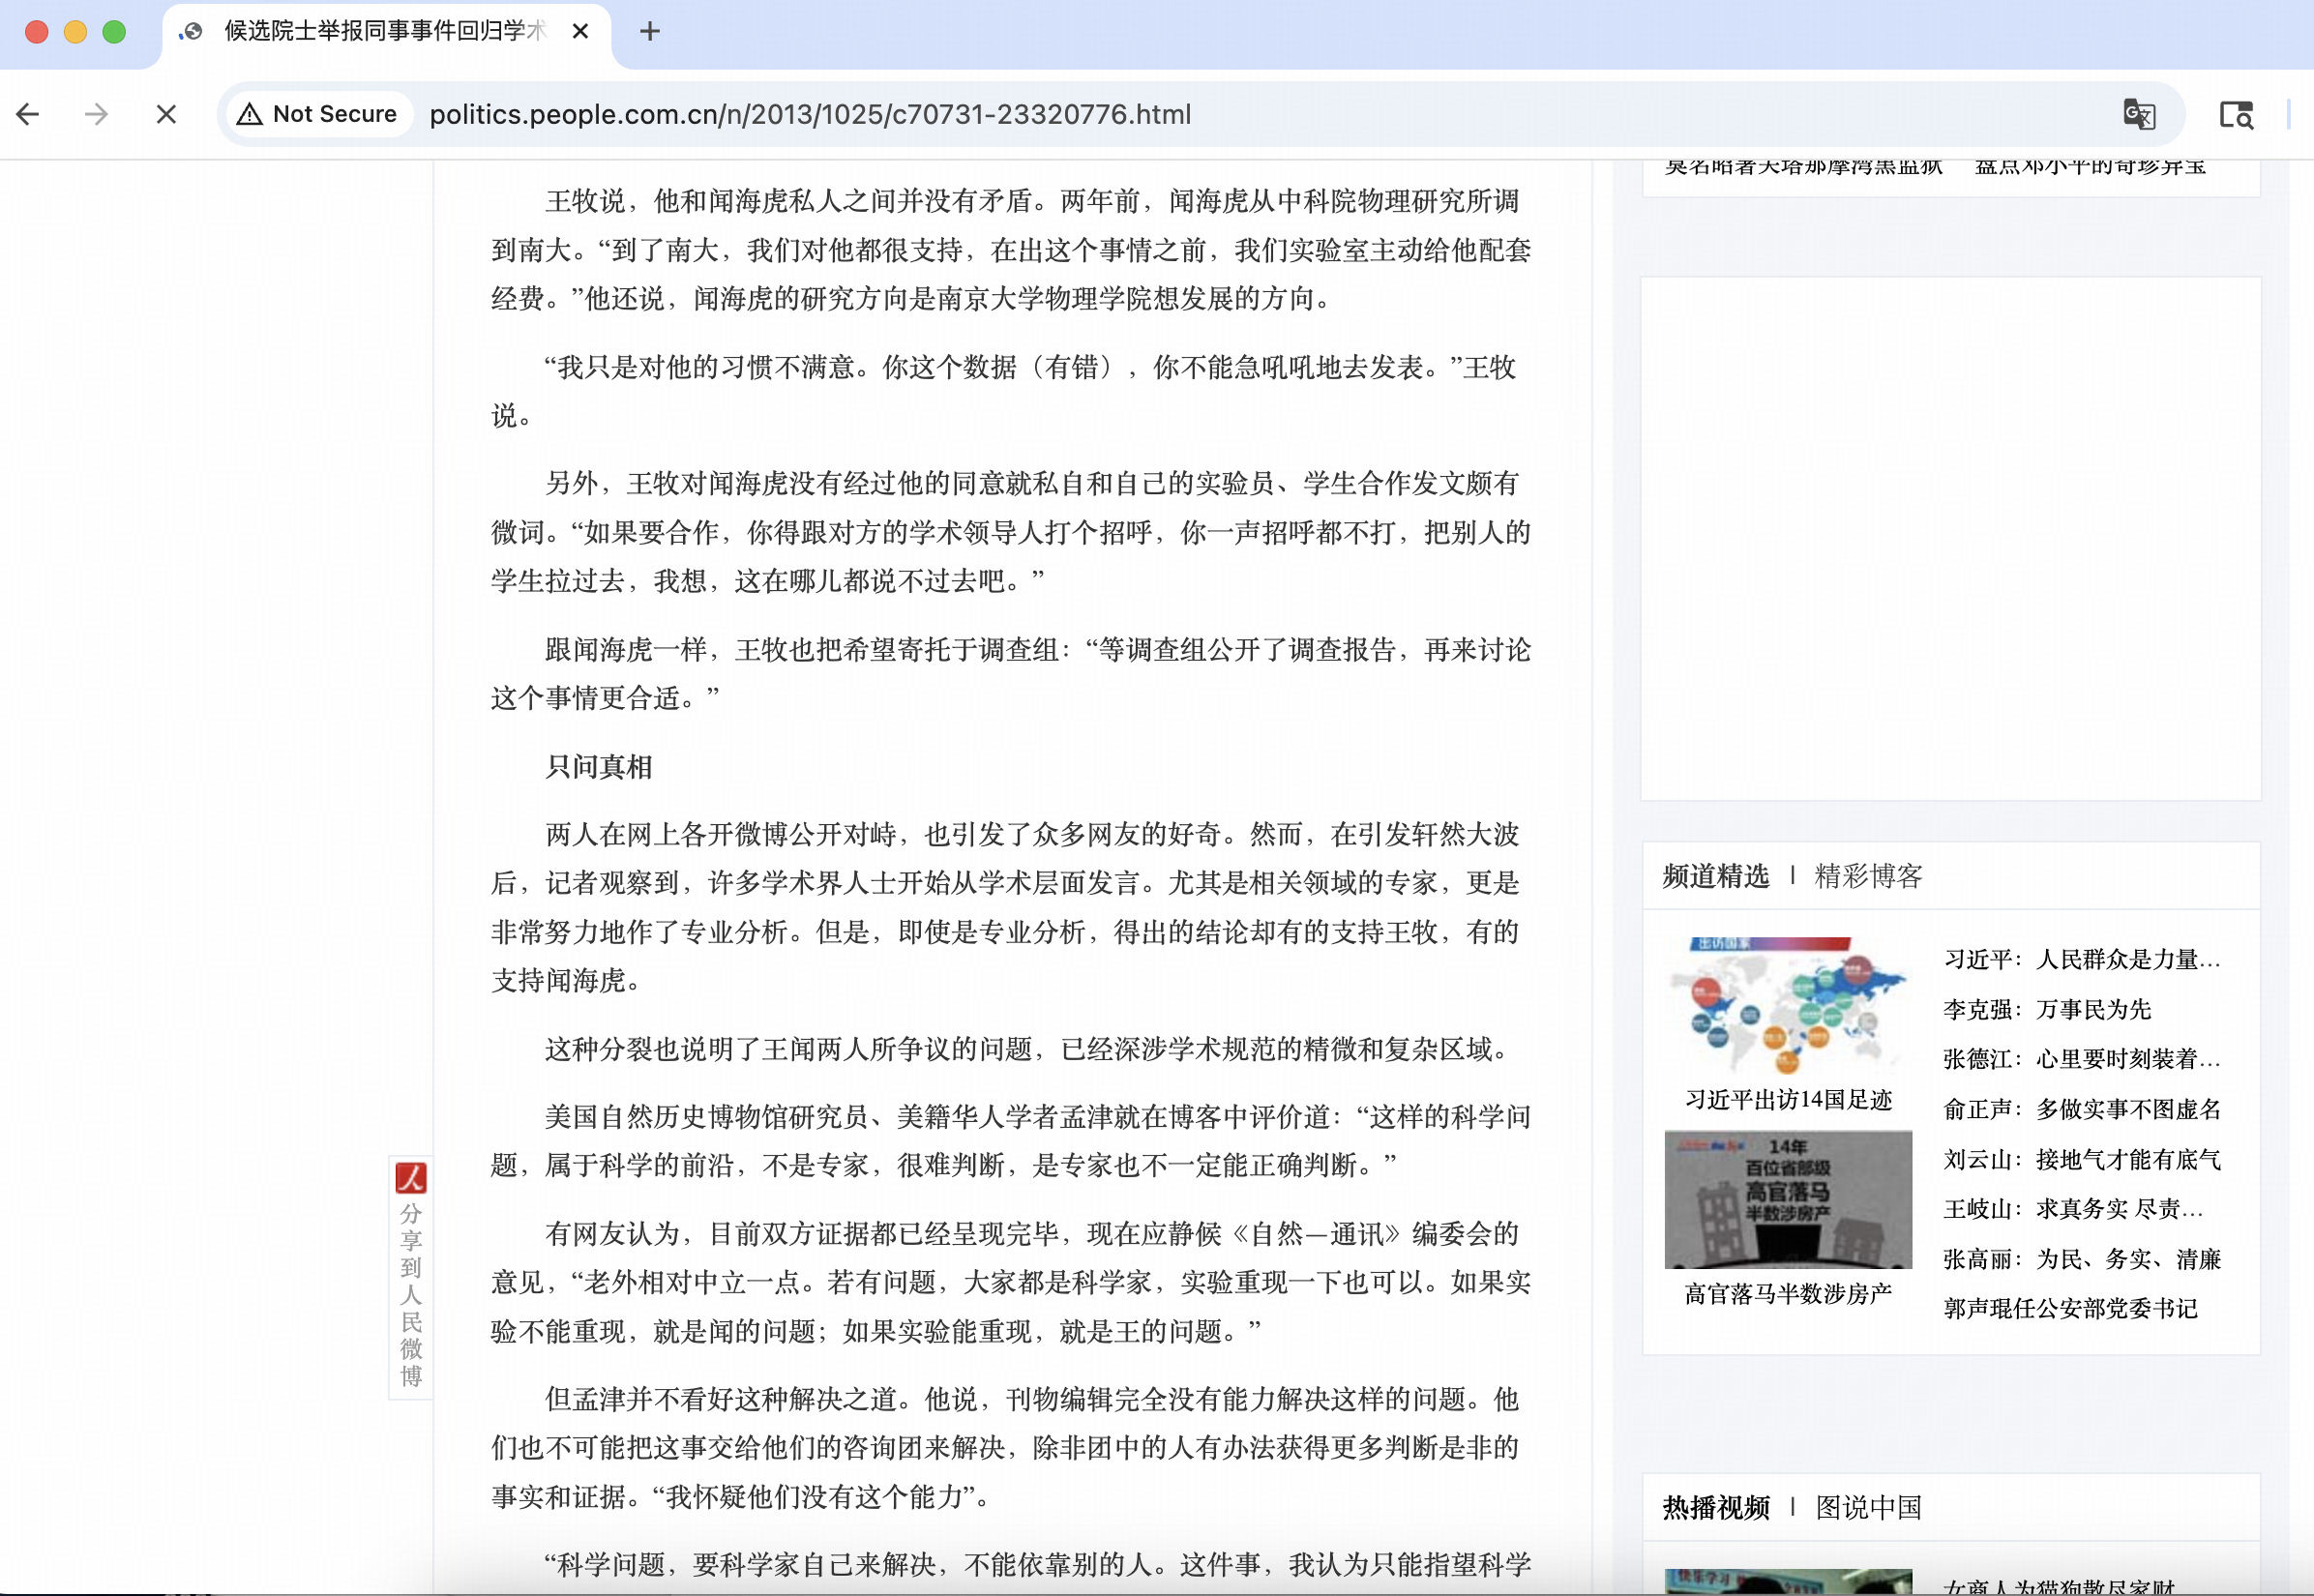 候选院士举报同事事件回归学术
Not Secure
politics.people.com.cn/n/2013/1025/c70731-23320776.html
王牧说，他和闻海虎私人之间并没有矛盾。两年前，闻海虎从中科院物理研究所调
到南大。“到了南大，我们对他都很支持，在出这个事情之前，我们实验室主动给他配套
经费。”他还说，闻海虎的研究方向是南京大学物理学院想发展的方向。
“我只是对他的习惯不满意。你这个数据（有错），你不能急吼吼地去发表。”王牧
说。
另外，王牧对闻海虎没有经过他的同意就私自和自己的实验员、学生合作发文颇有
微词。“如果要合作，你得跟对方的学术领导人打个招呼，你一声招呼都不打，把别人的
学生拉过去，我想，这在哪儿都说不过去吧。”
跟闻海虎一样，王牧也把希望寄托于调查组：“等调查组公开了调查报告，再来讨论
这个事情更合适。”
只问真相
两人在网上各开微博公开对峙，也引发了众多网友的好奇。然而，在引发轩然大波
后，记者观察到，许多学术界人士开始从学术层面发言。尤其是相关领域的专家，更是
非常努力地作了专业分析。但是，即使是专业分析，得出的结论却有的支持王牧，有的
支持闻海虎。
这种分裂也说明了王闻两人所争议的问题，已经深涉学术规范的精微和复杂区域。
美国自然历史博物馆研究员、美籍华人学者孟津就在博客中评价道：“这样的科学问
题，属于科学的前沿，不是专家，很难判断，是专家也不一定能正确判断。”
有网友认为，目前双方证据都已经呈现完毕，现在应静候《自然—通讯》编委会的
意见，“老外相对中立一点。若有问题，大家都是科学家，实验重现一下也可以。如果实
验不能重现，就是闻的问题；如果实验能重现，就是王的问题。”
但孟津并不看好这种解决之道。他说，刊物编辑完全没有能力解决这样的问题。他
们也不可能把这事交给他们的咨询团来解决，除非团中的人有办法获得更多判断是非的
事实和证据。“我怀疑他们没有这个能力”。
“科学问题，要科学家自己来解决，不能依靠别的人。这件事，我认为只能指望科学
分享到人民微博
莫名昭著关塔那摩湾黑监狱 盘点邓小平的奇珍异宝
频道精选 | 精彩博客
出访国家
习近平出访14国足迹
14年
百位省部级
高官落马
半数涉房产
高官落马半数涉房产
习近平：人民群众是力量…
李克强：万事民为先
张德江：心里要时刻装着…
俞正声：多做实事不图虚名
刘云山：接地气才能有底气
王岐山：求真务实 尽责…
张高丽：为民、务实、清廉
郭声琨任公安部党委书记
热播视频 | 图说中国
女商人为猫狗散尽家财